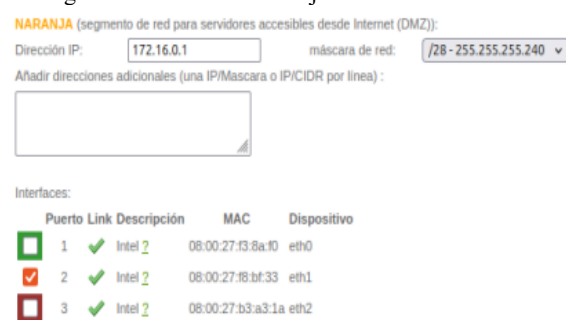 NARANJA (segmento de red para servidores accesibles desde Internet (DMZ)):
Dirección IP: 172.16.0.1 máscara de red: /28 - 255.255.255.240
Añadir direcciones adicionales (una IP/Mascara o IP/CIDR por línea) :
Interfaces:
Puerto Link Descripción MAC Dispositivo
1 Intel ? 08:00:27:f3:8a:f0 eth0
2 Intel ? 08:00:27:f8:bf:33 eth1
3 Intel ? 08:00:27:b3:a3:1a eth2